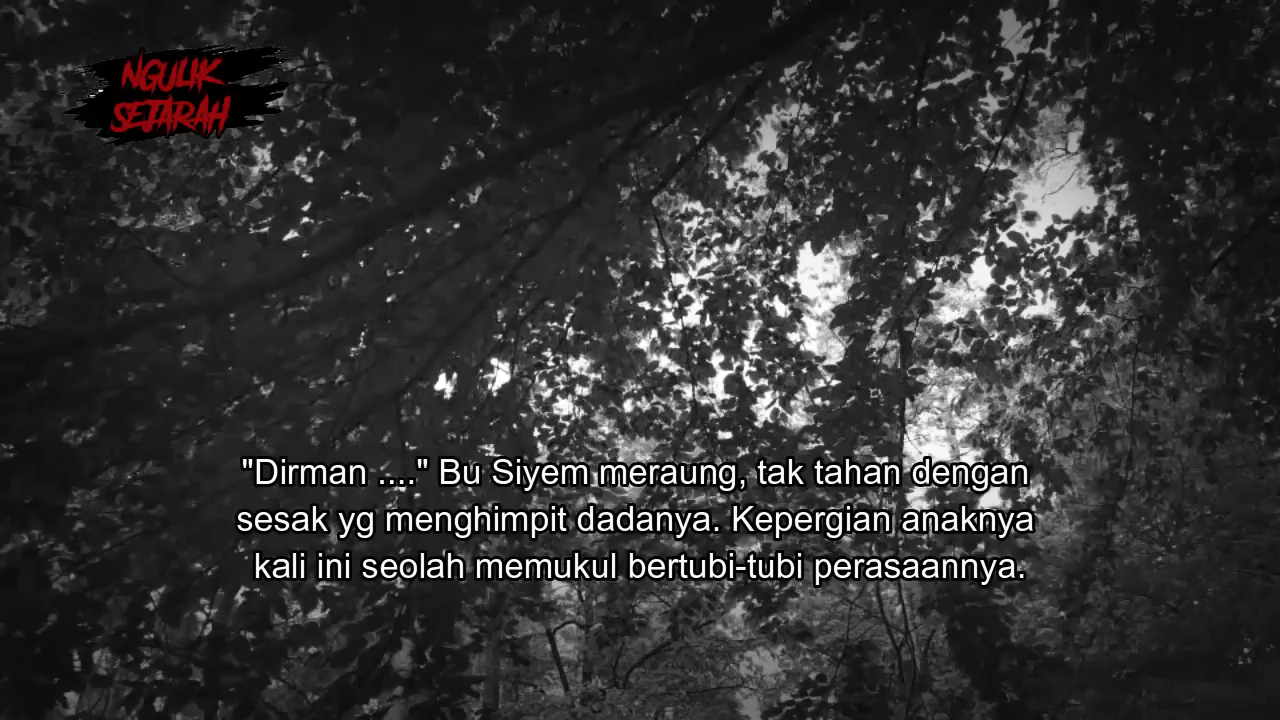 NGULIK
SEJARAH
"Dirman ...." Bu Siyem meraung, tak tahan dengan
sesak yg menghimpit dadanya. Kepergian anaknya
kali ini seolah memukul bertubi-tubi perasaannya.